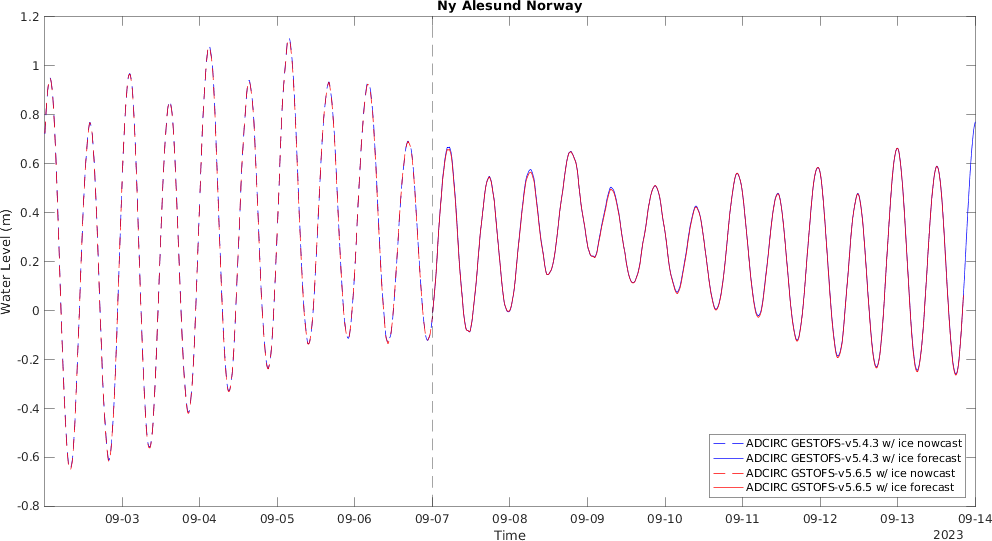 Ny Alesund Norway
1.2
1
0.8
0.6
0.4
0.2
0
-0.2
-0.4
-0.6
-0.8
Water Level (m)
ADCIRC GESTOFS-v5.4.3 w/ ice nowcast
ADCIRC GESTOFS-v5.4.3 w/ ice forecast
ADCIRC GSTOFS-v5.6.5 w/ ice nowcast
ADCIRC GSTOFS-v5.6.5 w/ ice forecast
09-03 09-04 09-05 09-06 09-07 09-08 09-09 09-10 09-11 09-12 09-13 09-14
Time
2023